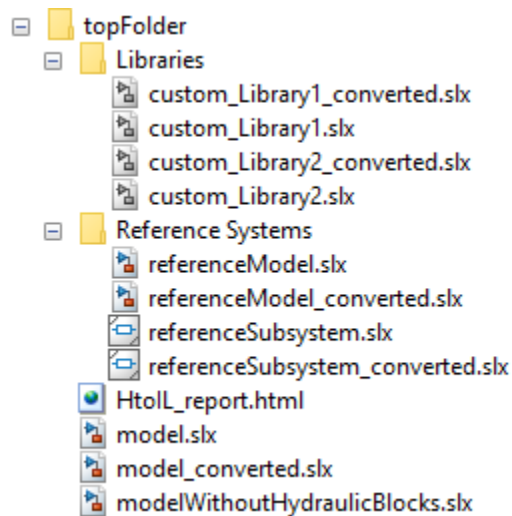 topFolder
Libraries
custom_Library1_converted.slx
custom_Library1.slx
custom_Library2_converted.slx
custom_Library2.slx
Reference Systems
referenceModel.slx
referenceModel_converted.slx
referenceSubsystem.slx
referenceSubsystem_converted.slx
HtoIL_report.html
model.slx
model_converted.slx
modelWithoutHydraulicBlocks.slx